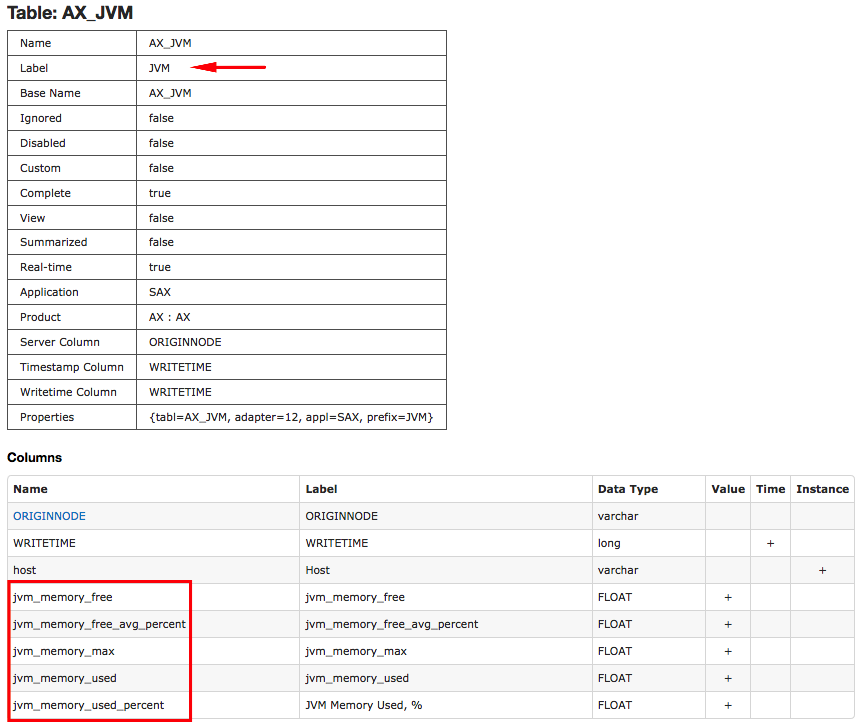 Table: AX_JVM
Name AX_JVM
Label JVM
Base Name AX_JVM
Ignored false
Disabled false
Custom false
Complete true
View false
Summarized false
Real-time true
Application SAX
Product AX : AX
Server Column ORIGINNODE
Timestamp Column WRITETIME
Writetime Column WRITETIME
Properties {tabl=AX_JVM, adapter=12, appl=SAX, prefix=JVM}
Columns
Name Label Data Type Value Time Instance
ORIGINNODE ORIGINNODE varchar
WRITETIME WRITETIME long +
host Host varchar +
jvm_memory_free jvm_memory_free FLOAT +
jvm_memory_free_avg_percent jvm_memory_free_avg_percent FLOAT +
jvm_memory_max jvm_memory_max FLOAT +
jvm_memory_used jvm_memory_used FLOAT +
jvm_memory_used_percent JVM Memory Used, % FLOAT +